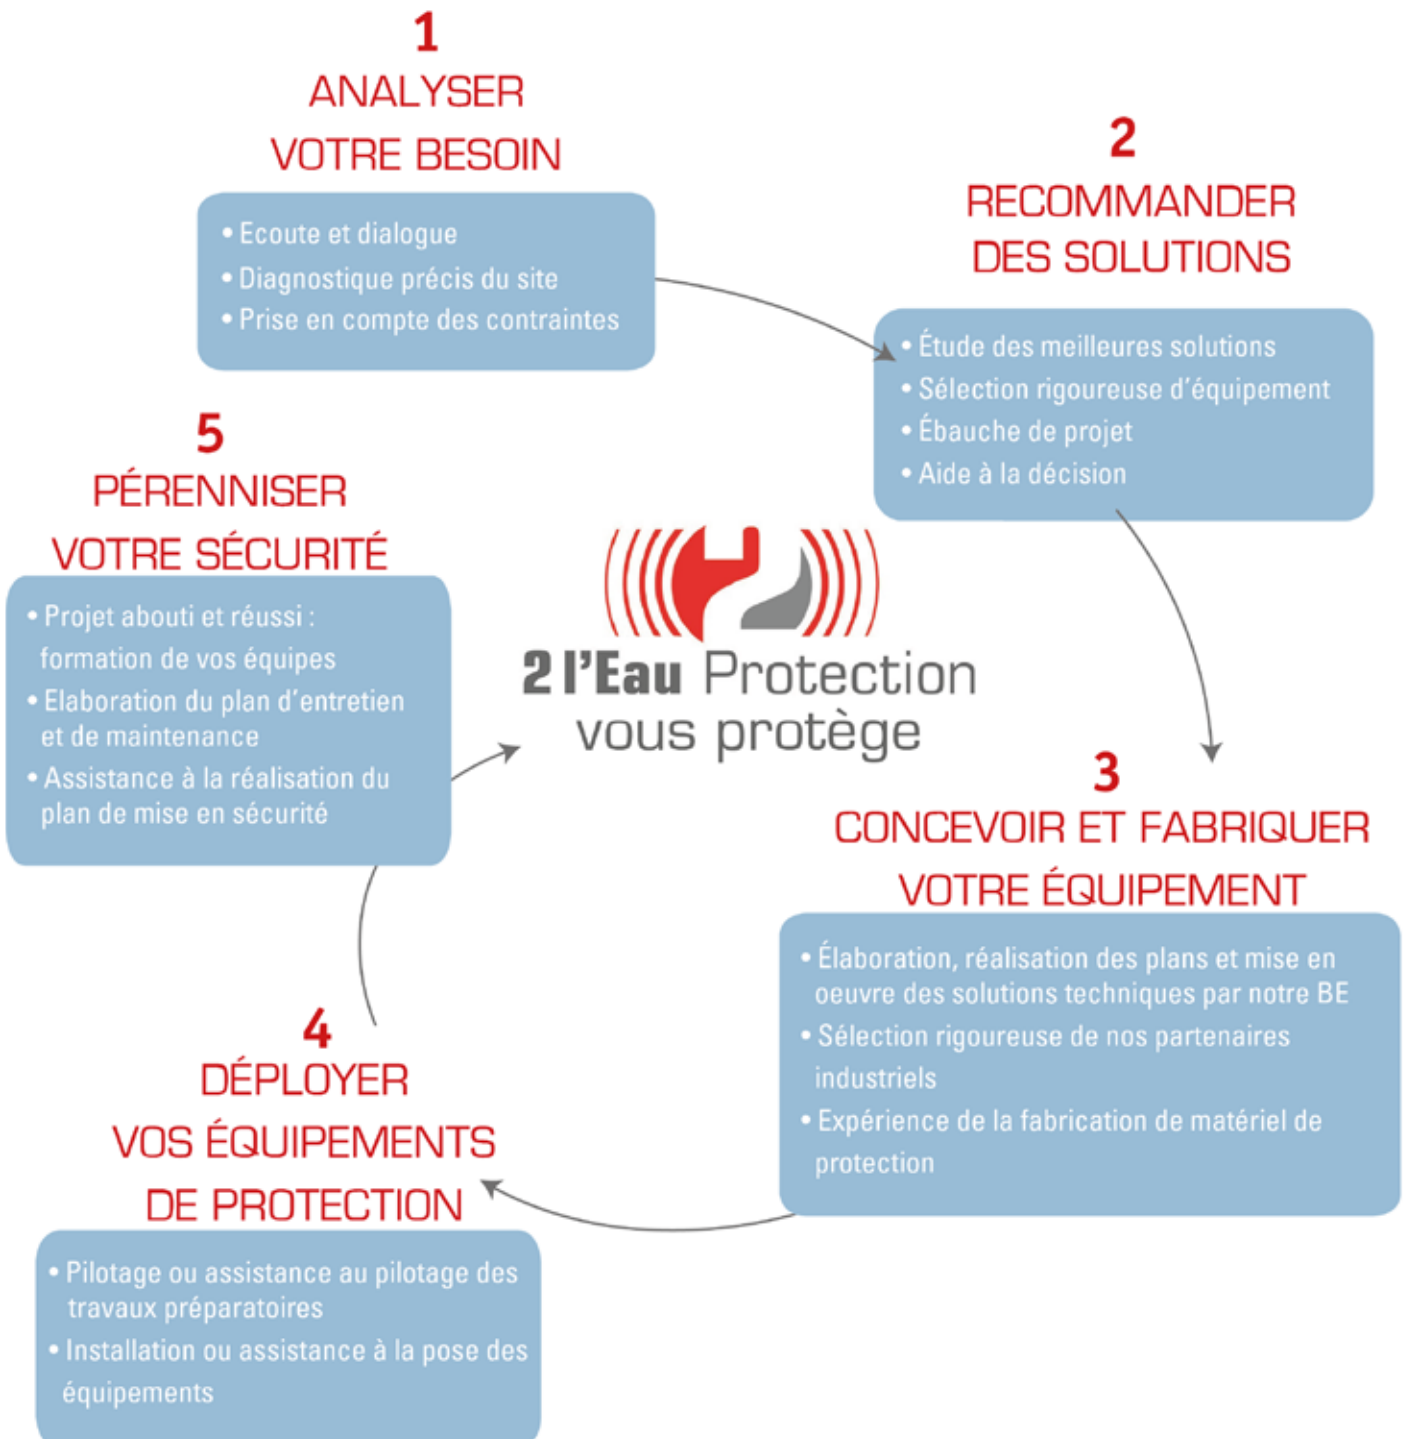 1
ANALYSER
VOTRE BESOIN
• Ecoute et dialogue
• Diagnostique précis du site
• Prise en compte des contraintes
2
RECOMMANDER
DES SOLUTIONS
• Étude des meilleures solutions
• Sélection rigoureuse d'équipement
• Ébauche de projet
• Aide à la décision
3
CONCEVOIR ET FABRIQUER
VOTRE ÉQUIPEMENT
• Élaboration, réalisation des plans et mise en
oeuvre des solutions techniques par notre BE
• Sélection rigoureuse de nos partenaires
industriels
• Expérience de la fabrication de matériel de
protection
4
DÉPLOYER
VOS ÉQUIPEMENTS
DE PROTECTION
• Pilotage ou assistance au pilotage des
travaux préparatoires
• Installation ou assistance à la pose des
équipements
5
PÉRENNISER
VOTRE SÉCURITÉ
• Projet abouti et réussi :
formation de vos équipes
• Elaboration du plan d'entretien
et de maintenance
• Assistance à la réalisation du
plan de mise en sécurité
2 l'Eau Protection
vous protège